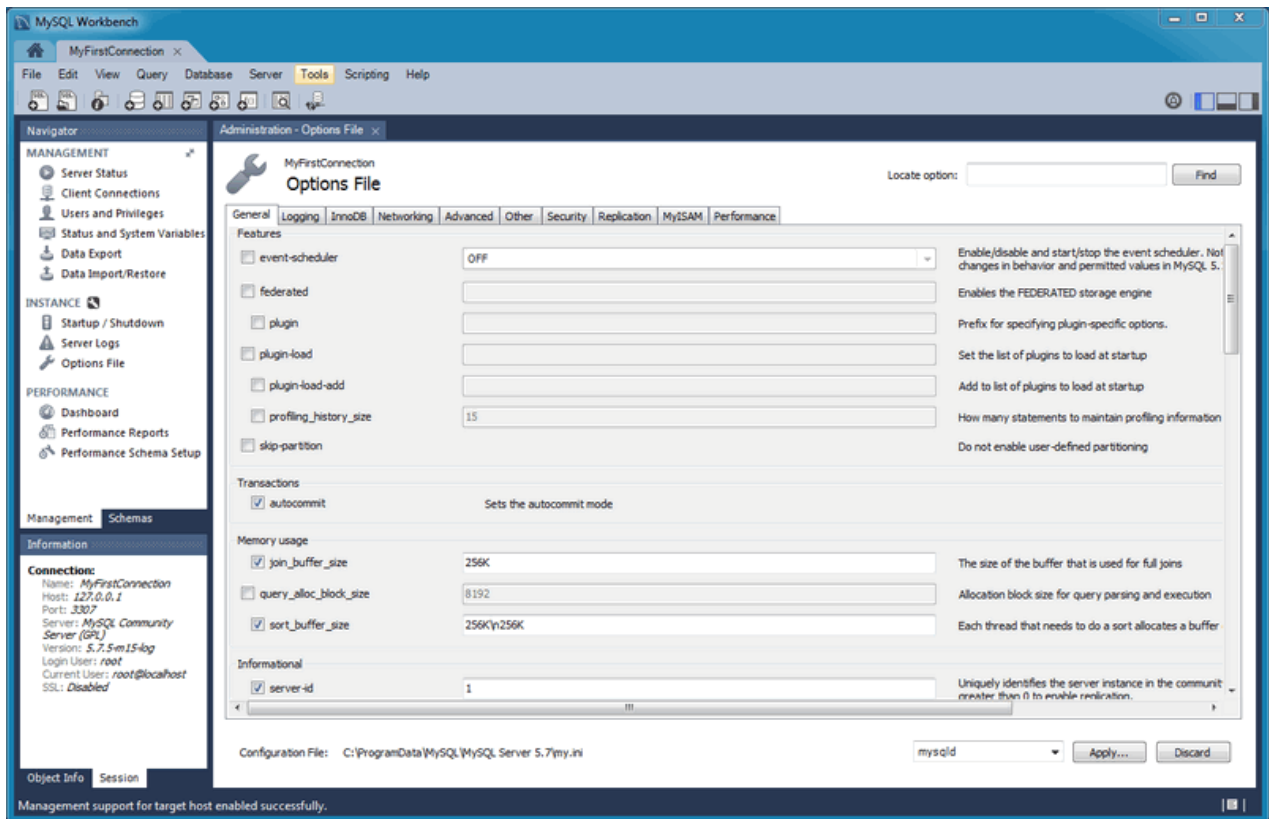 MySQL Workbench
MyFirstConnection
File Edit View Query Database Server Tools Scripting Help
Navigator
MANAGEMENT
Server Status
Client Connections
Users and Privileges
Status and System Variables
Data Export
Data Import/Restore
INSTANCE
Startup / Shutdown
Server Logs
Options File
PERFORMANCE
Dashboard
Performance Reports
Performance Schema Setup
Management Schemas
Information
Connection:
Name: MyFirstConnection
Host: 127.0.0.1
Port: 3307
Server: MySQL Community
Server (GPL)
Version: 5.7.5-m15-log
Login User: root
Current User: root@localhost
SSL: Disabled
Object Info Session
Administration - Options File
MyFirstConnection
Options File
Locate option: Find
General Logging InnoDB Networking Advanced Other Security Replication MyISAM Performance
Features
event-scheduler OFF Enable/disable and start/stop the event scheduler. Not
changes in behavior and permitted values in MySQL 5.
federated Enables the FEDERATED storage engine
plugin Prefix for specifying plugin-specific options.
plugin-load Set the list of plugins to load at startup
plugin-load-add Add to list of plugins to load at startup
profiling_history_size 15 How many statements to maintain profiling information
skip-partition Do not enable user-defined partitioning
Transactions
autocommit Sets the autocommit mode
Memory usage
join_buffer_size 256K The size of the buffer that is used for full joins
query_alloc_block_size 8192 Allocation block size for query parsing and execution
sort_buffer_size 256K\n256K Each thread that needs to do a sort allocates a buffer
Informational
server-id 1 Uniquely identifies the server instance in the communit
greater than 0 to enable replication.
Configuration File: C:\ProgramData\MySQL\MySQL Server 5.7\my.ini mysqld Apply... Discard
Management support for target host enabled successfully.